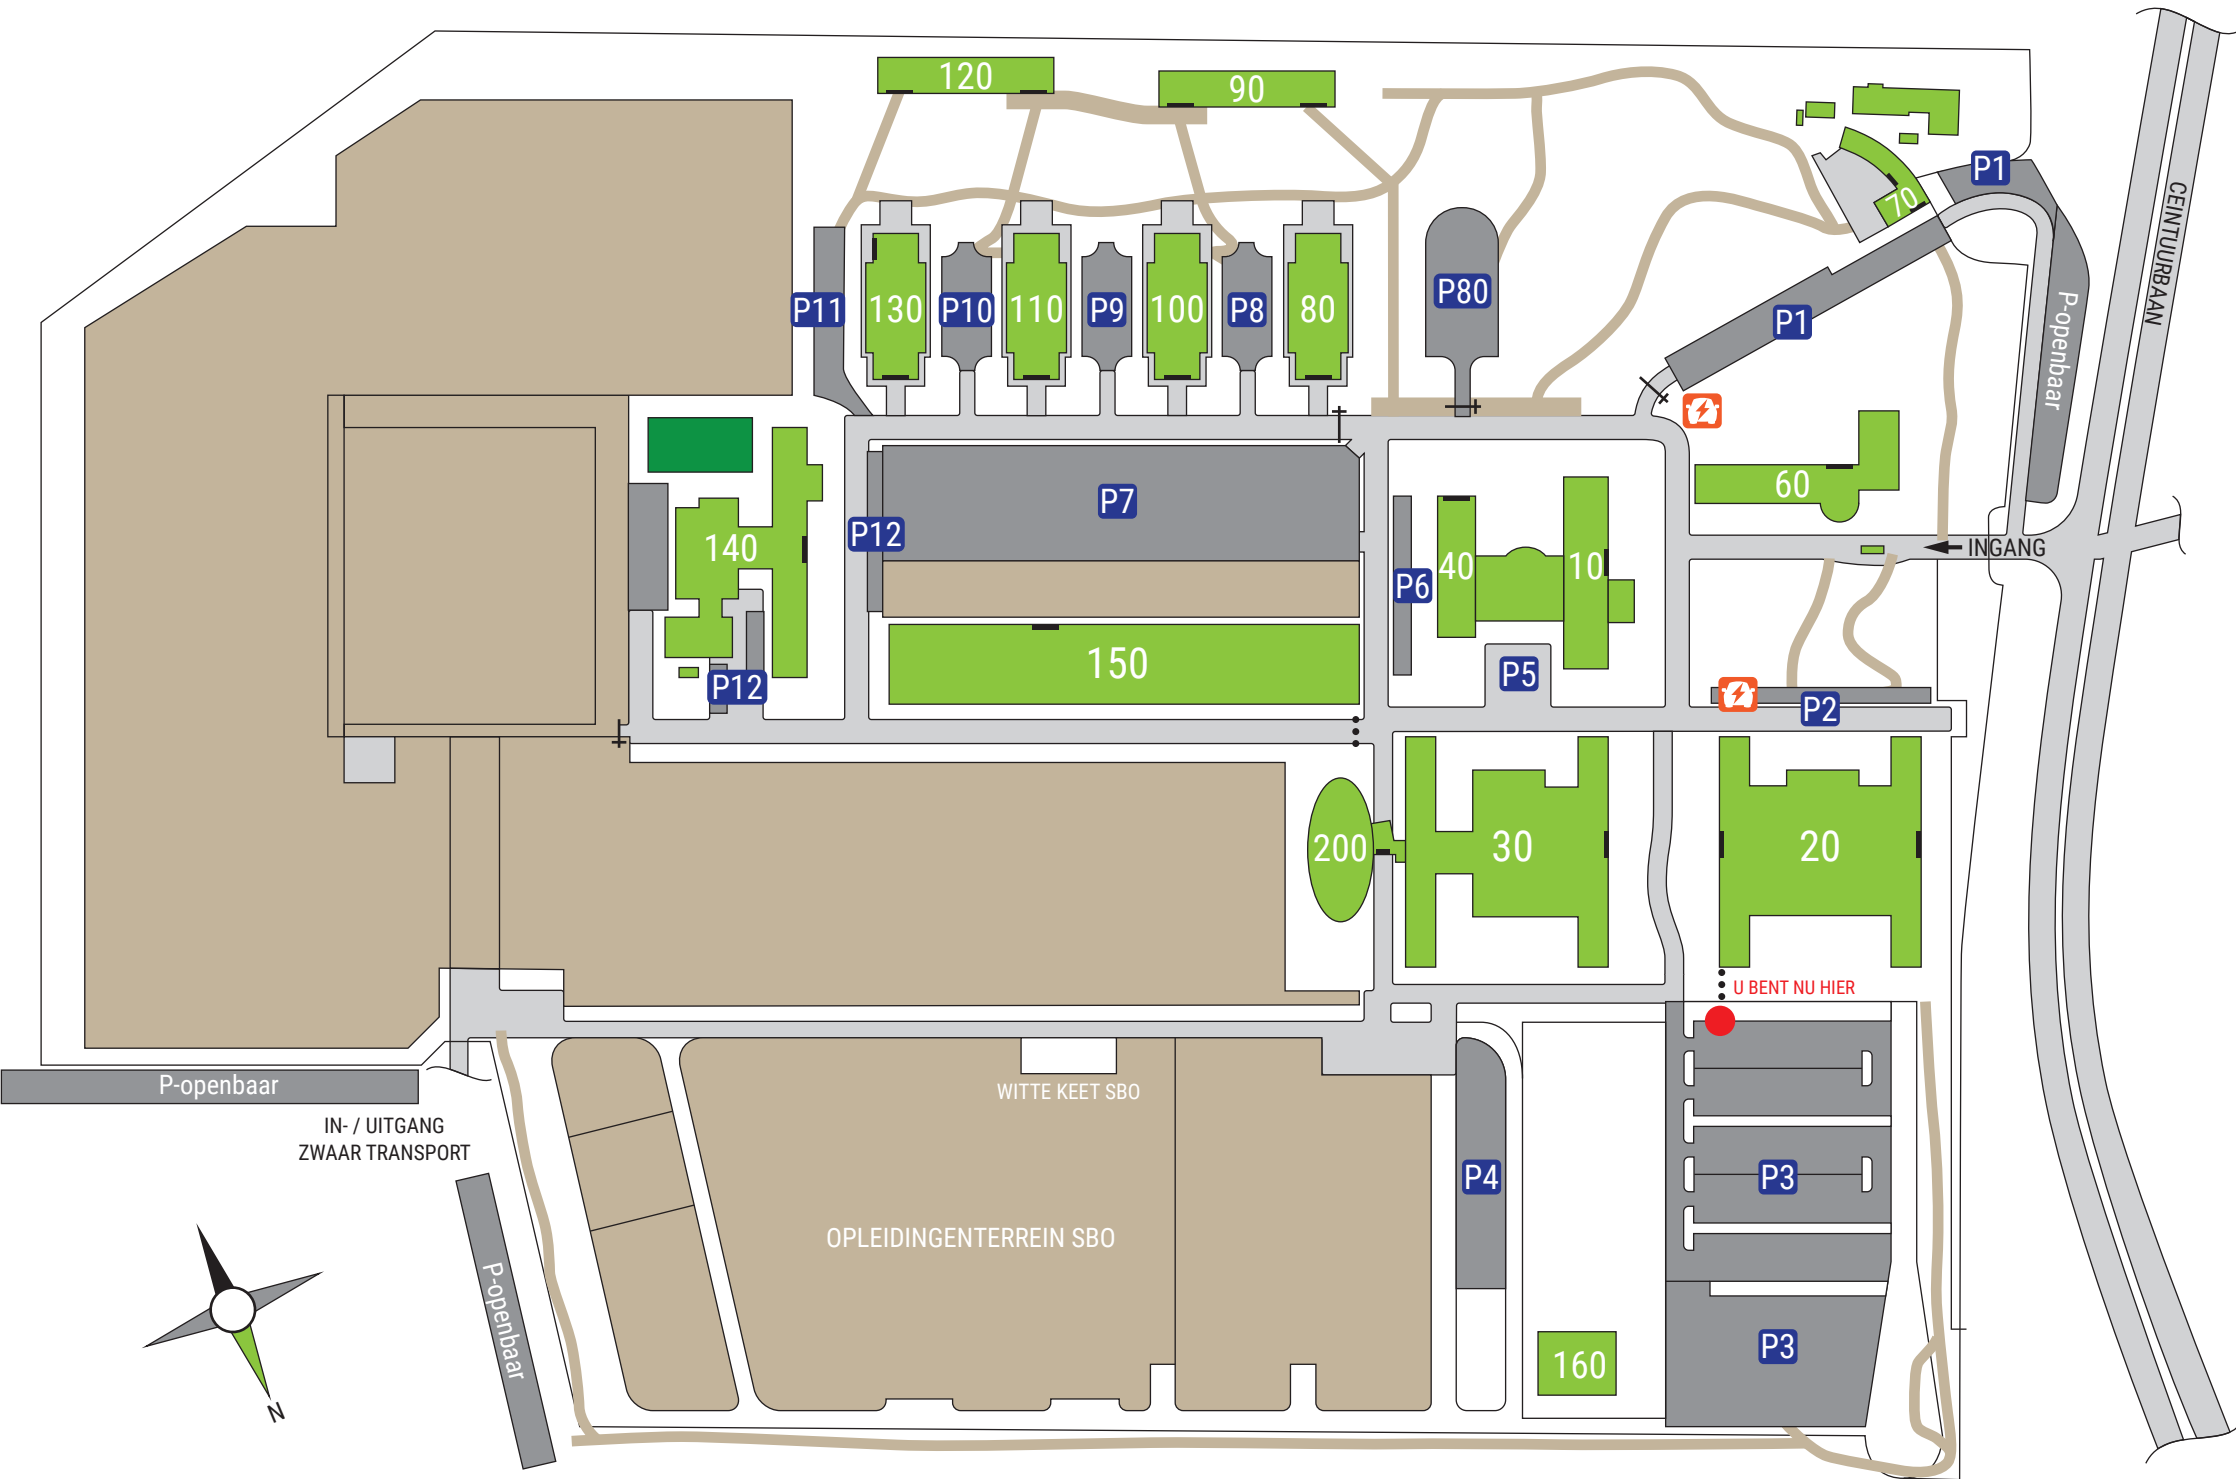 120
90
P1
CEINTUURBAAN
70
P11
130
P10
110
P9
100
P8
80
P80
P1
P-openbaar
P7
P12
140
60
40
10
P6
INGANG
150
P5
P12
P2
200
30
20
U BENT NU HIER
P-openbaar
WITTE KEET SBO
IN- / UITGANG
ZWAAR TRANSPORT
P4
P3
OPLEIDINGENTERREIN SBO
P-openbaar
P3
160
N